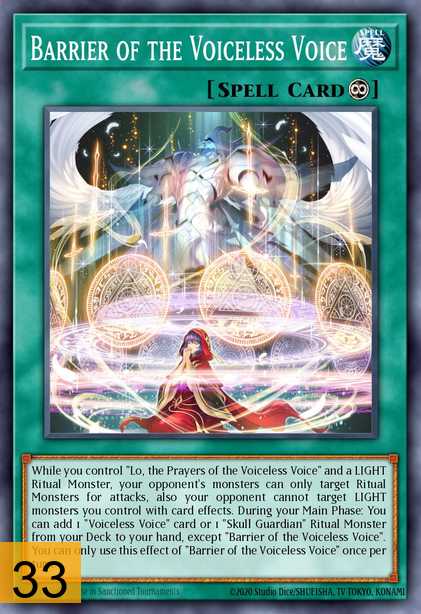 Barrier of the Voiceless Voice
SPELL
魔
[Spell Card]
While you control "Lo, the Prayers of the Voiceless Voice" and a LIGHT
Ritual Monster, your opponent's monsters can only target Ritual
Monsters for attacks, also your opponent cannot target LIGHT
monsters you control with card effects. During your Main Phase: You
can add 1 "Voiceless Voice" card or 1 "Skull Guardian" Ritual Monster
from your Deck to your hand, except "Barrier of the Voiceless Voice".
You can only use this effect of "Barrier of the Voiceless Voice" once per
33
in Sanctioned Tournaments
©2020 Studio Dice/SHUEISHA, TV TOKYO, KONAMI